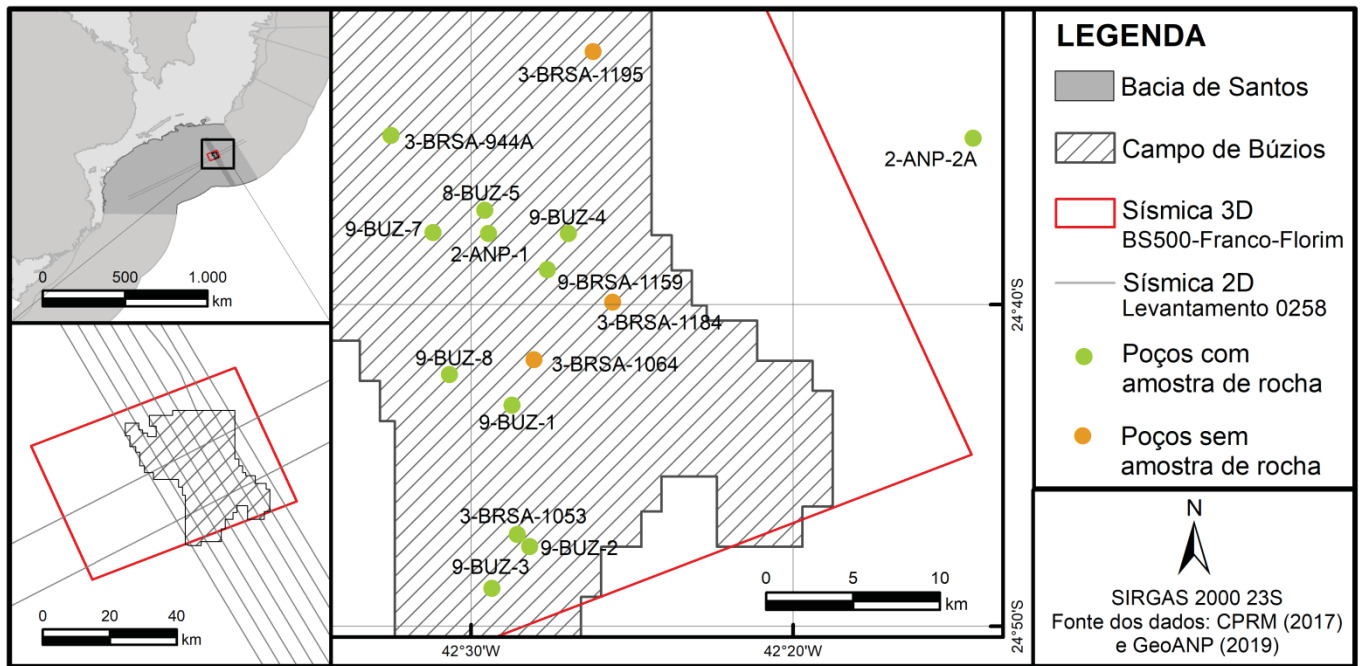 0 500 1.000
km
0 20 40
km
3-BRSA-1195
3-BRSA-944A
2-ANP-2A
8-BUZ-5
9-BUZ-7
9-BUZ-4
2-ANP-1
9-BRSA-1159
3-BRSA-1184
9-BUZ-8
3-BRSA-1064
9-BUZ-1
3-BRSA-1053
9-BUZ-2
9-BUZ-3
0 5 10
km
24°40'S
24°50'S
42°30'W
42°20'W
LEGENDA
Bacia de Santos
Campo de Búzios
Sísmica 3D
BS500-Franco-Florim
Sísmica 2D
Levantamento 0258
Poços com
amostra de rocha
Poços sem
amostra de rocha
N
SIRGAS 2000 23S
Fonte dos dados: CPRM (2017)
e GeoANP (2019)